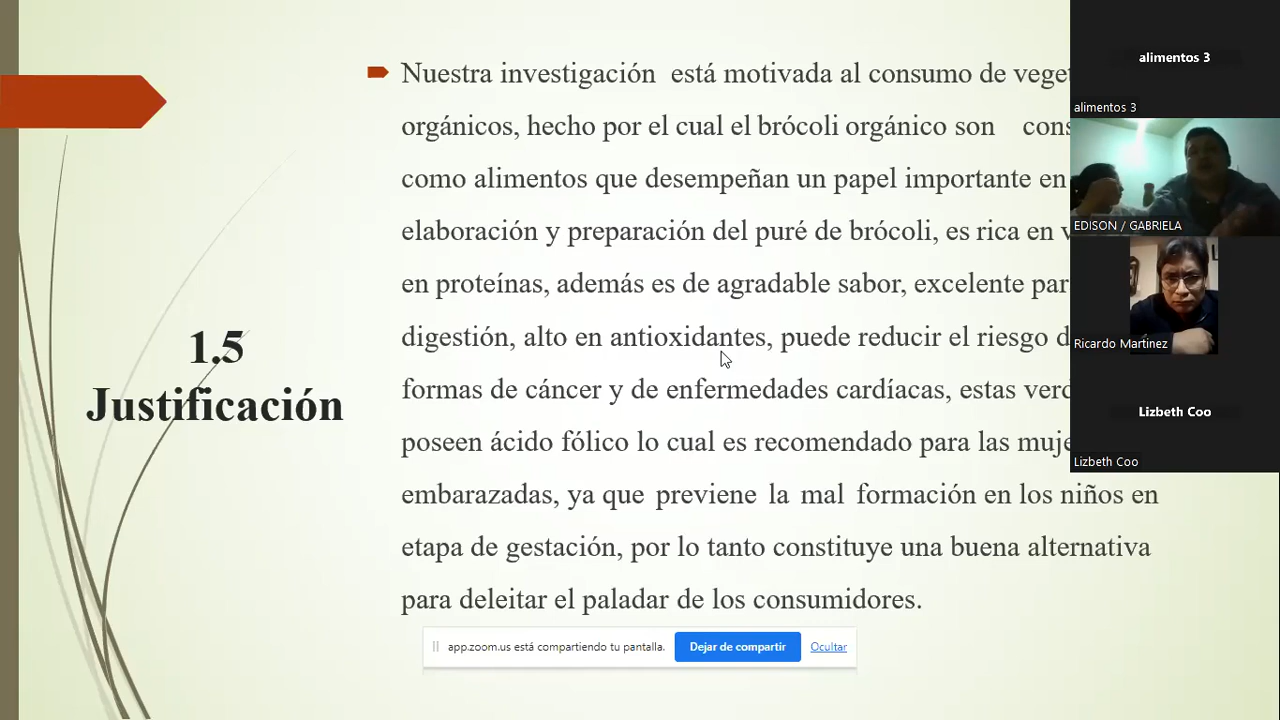 1.5
Justificación
Nuestra investigación está motivada al consumo de
orgánicos, hecho por el cual el brócoli orgánico son
como alimentos que desempeñan un papel importante en
elaboración y preparación del puré de brócoli, es rica en
en proteínas, además es de agradable sabor, excelente
digestión, alto en antioxidantes, puede reducir el riesgo
formas de cáncer y de enfermedades cardíacas, estas
poseen ácido fólico lo cual es recomendado para las
embarazadas, ya que previene la mal formación en los niños en
etapa de gestación, por lo tanto constituye una buena alternativa
para deleitar el paladar de los consumidores.
app.zoom.us está compartiendo tu pantalla.
Dejar de compartir
Ocultar
alimentos 3
alimentos 3
EDISON / GABRIELA
Ricardo Martinez
Lizbeth Coo
Lizbeth Coo